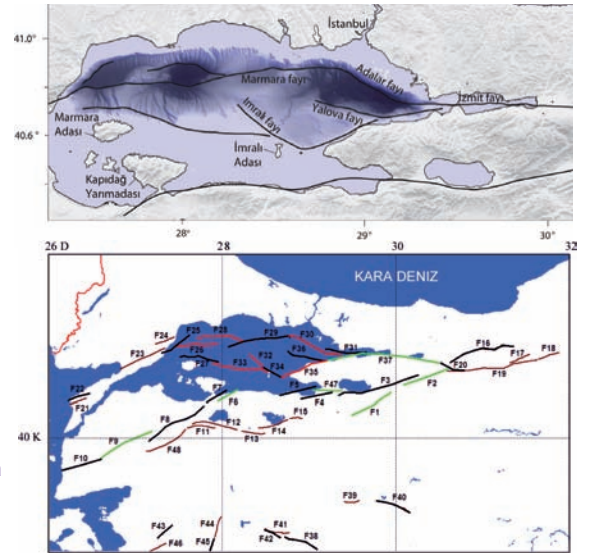 İstanbul
41.0°
Marmara fayı
Adalar fayı
İzmit fayı
Marmara
Adası
Imralı fayı
Yalova fayı
40.6°
İmralı
Adası
Kapıdağ
Yarımadası
28°
29°
30°
26 D
28
30
32
KARA DENİZ
F24
F25
F28
F29
F30
F16
F18
F23
F26
F36
F31
F17
F27
F32
F37
F20
F19
F33
F34
F35
F2
F22
F5
F47
F3
F7
F4
F21
F6
F1
F8
F15
F12
F11
F14
F13
40 K
F9
F48
F10
F39
F40
F43
F44
F41
F42
F38
F46
F45